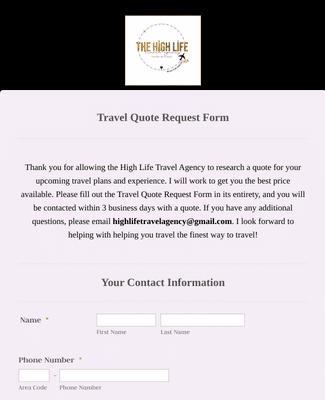 THE HIGH LIFE
Travel Quote Request Form
Thank you for allowing the High Life Travel Agency to research a quote for your
upcoming travel plans and experience. I will work to get you the best price
available. Please fill out the Travel Quote Request Form in its entirety, and you will
be contacted within 3 business days with a quote. If you have any additional
questions, please email highlifetravelagency@gmail.com. I look forward to
helping with helping you travel the finest way to travel!
Your Contact Information
Name *
First Name Last Name
Phone Number *
-
Area Code Phone Number